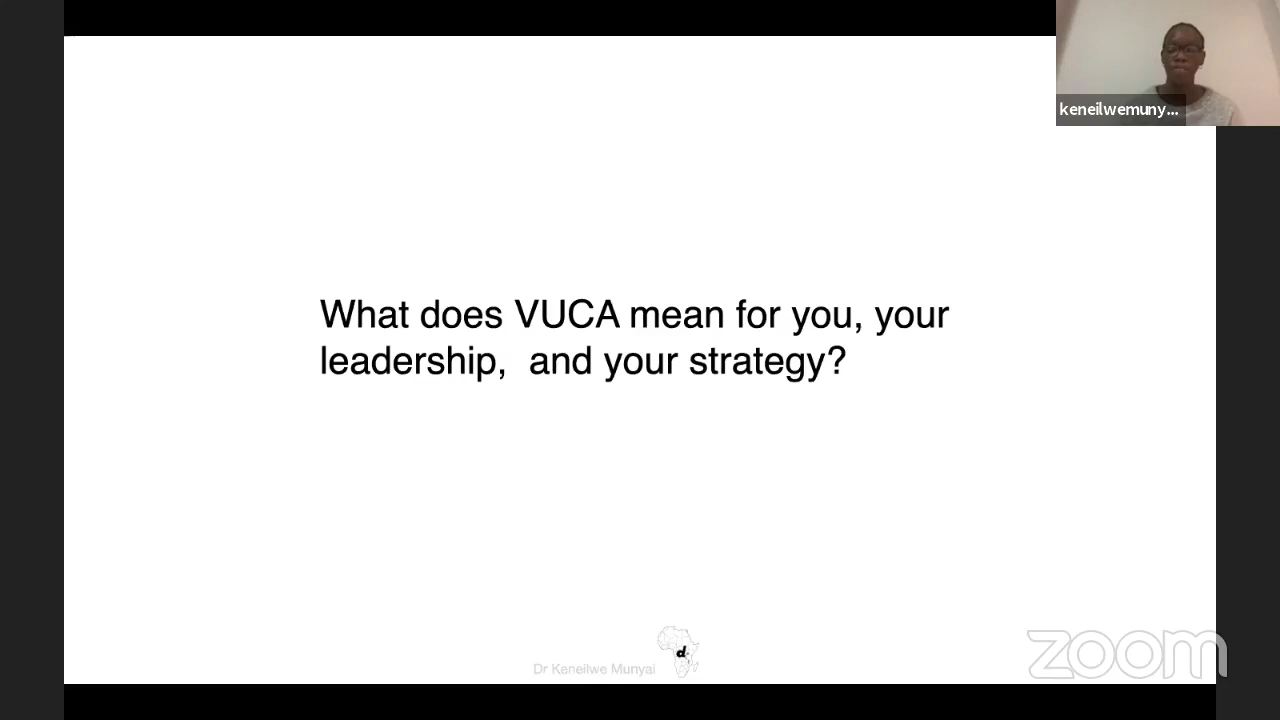 keneilwemuny...
What does VUCA mean for you, your
leadership,  and your strategy?
d.
Dr Keneilwe Munyai
zoom